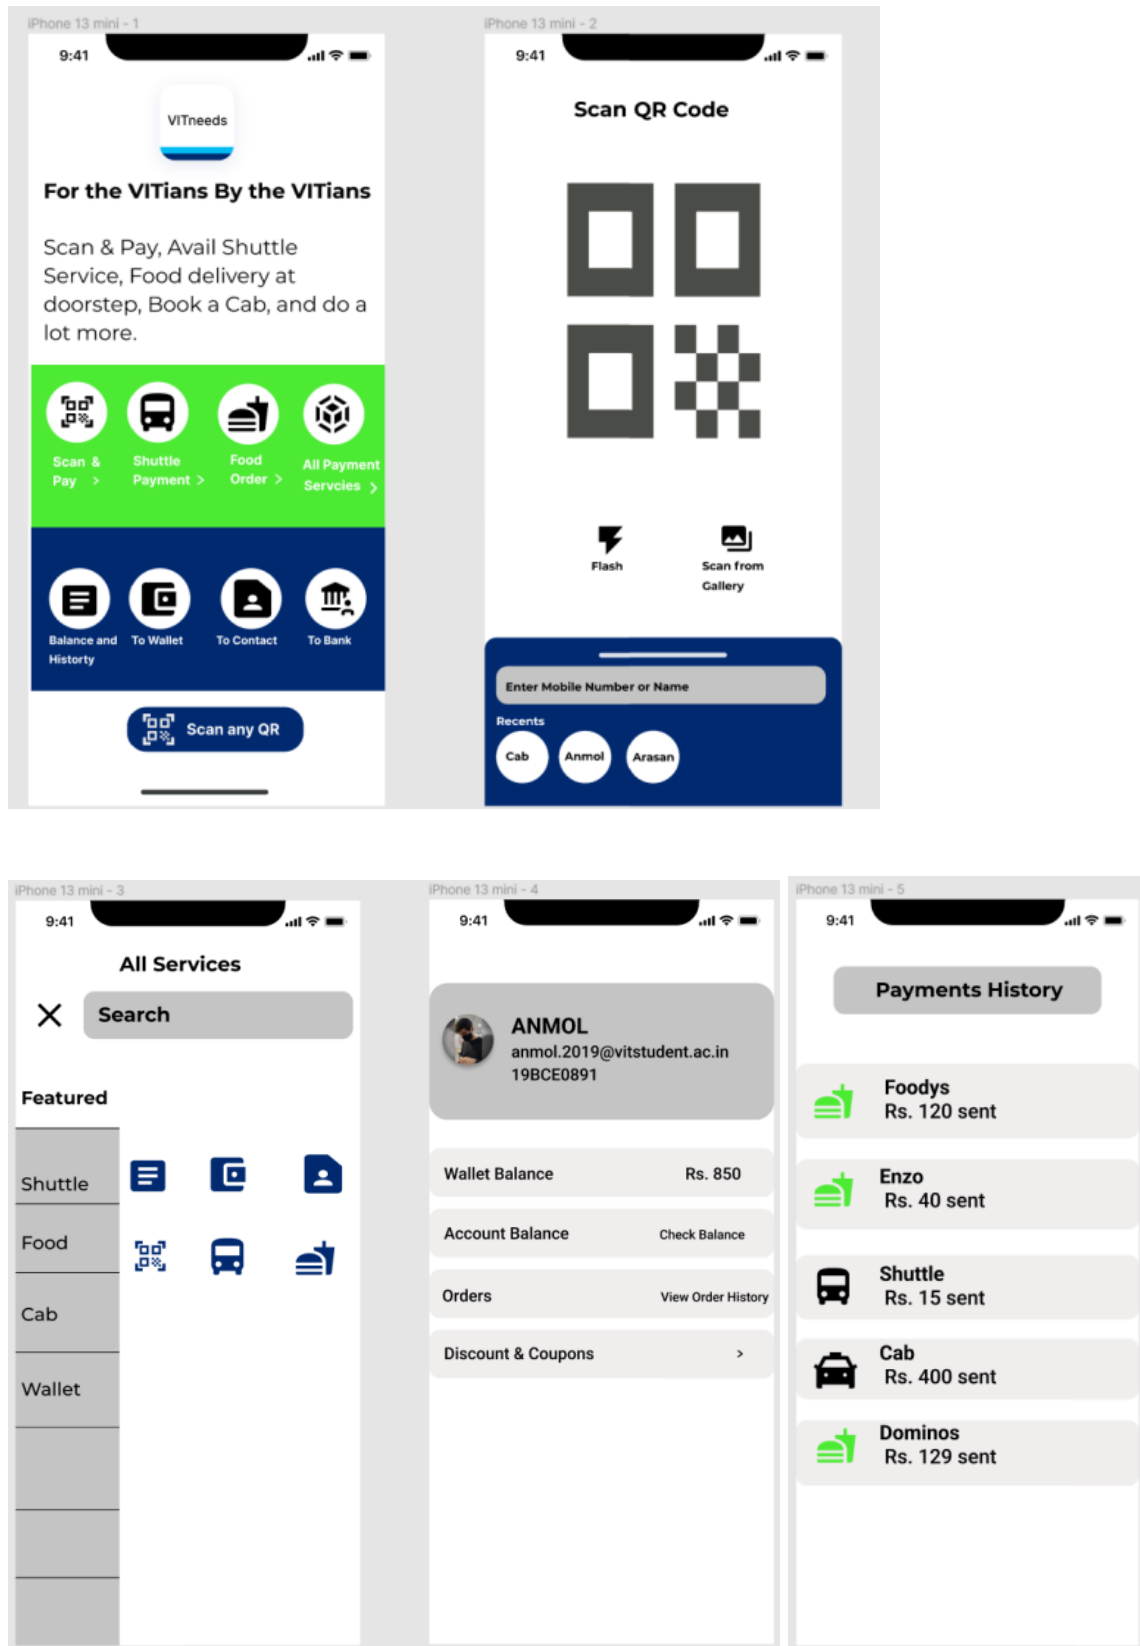 iPhone 13 mini - 1
9:41
VITneeds
For the VITians By the VITians
Scan & Pay, Avail Shuttle
Service, Food delivery at
doorstep, Book a Cab, and do a
lot more.
Scan &
Pay >
Shuttle
Payment >
Food
Order >
All Payment
Servcies >
Balance and
Historty
To Wallet
To Contact
To Bank
Scan any QR
iPhone 13 mini - 2
9:41
Scan QR Code
Flash
Scan from
Gallery
Enter Mobile Number or Name
Recents
Cab
Anmol
Arasan
iPhone 13 mini - 3
9:41
All Services
Search
Featured
Shuttle
Food
Cab
Wallet
iPhone 13 mini - 4
9:41
ANMOL
anmol.2019@vitstudent.ac.in
19BCE0891
Wallet Balance Rs. 850
Account Balance Check Balance
Orders View Order History
Discount & Coupons >
iPhone 13 mini - 5
9:41
Payments History
Foodys
Rs. 120 sent
Enzo
Rs. 40 sent
Shuttle
Rs. 15 sent
Cab
Rs. 400 sent
Dominos
Rs. 129 sent